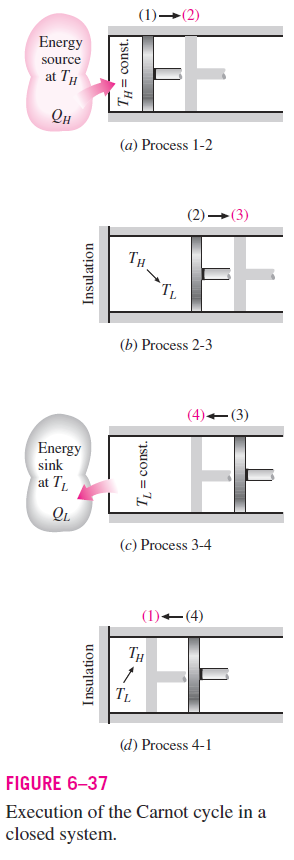 (1)→(2)
Energy
source
at T_H
Q_H
T_H = const.
(a) Process 1-2
(2)→(3)
Insulation
T_H
T_L
(b) Process 2-3
(4)←(3)
Energy
sink
at T_L
Q_L
T_L = const.
(c) Process 3-4
(1)←(4)
Insulation
T_H
T_L
(d) Process 4-1
FIGURE 6–37
Execution of the Carnot cycle in a
closed system.